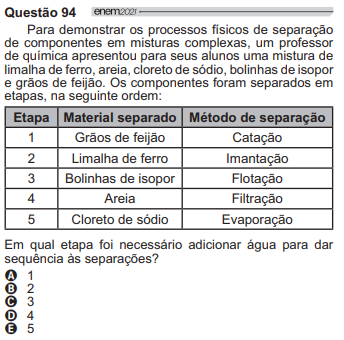 Questão 94 enem2021
Para demonstrar os processos físicos de separação
de componentes em misturas complexas, um professor
de química apresentou para seus alunos uma mistura de
limalha de ferro, areia, cloreto de sódio, bolinhas de isopor
e grãos de feijão. Os componentes foram separados em
etapas, na seguinte ordem:
Etapa Material separado Método de separação
1 Grãos de feijão Catação
2 Limalha de ferro Imantação
3 Bolinhas de isopor Flotação
4 Areia Filtração
5 Cloreto de sódio Evaporação
Em qual etapa foi necessário adicionar água para dar
sequência às separações?
A 1
B 2
C 3
D 4
E 5